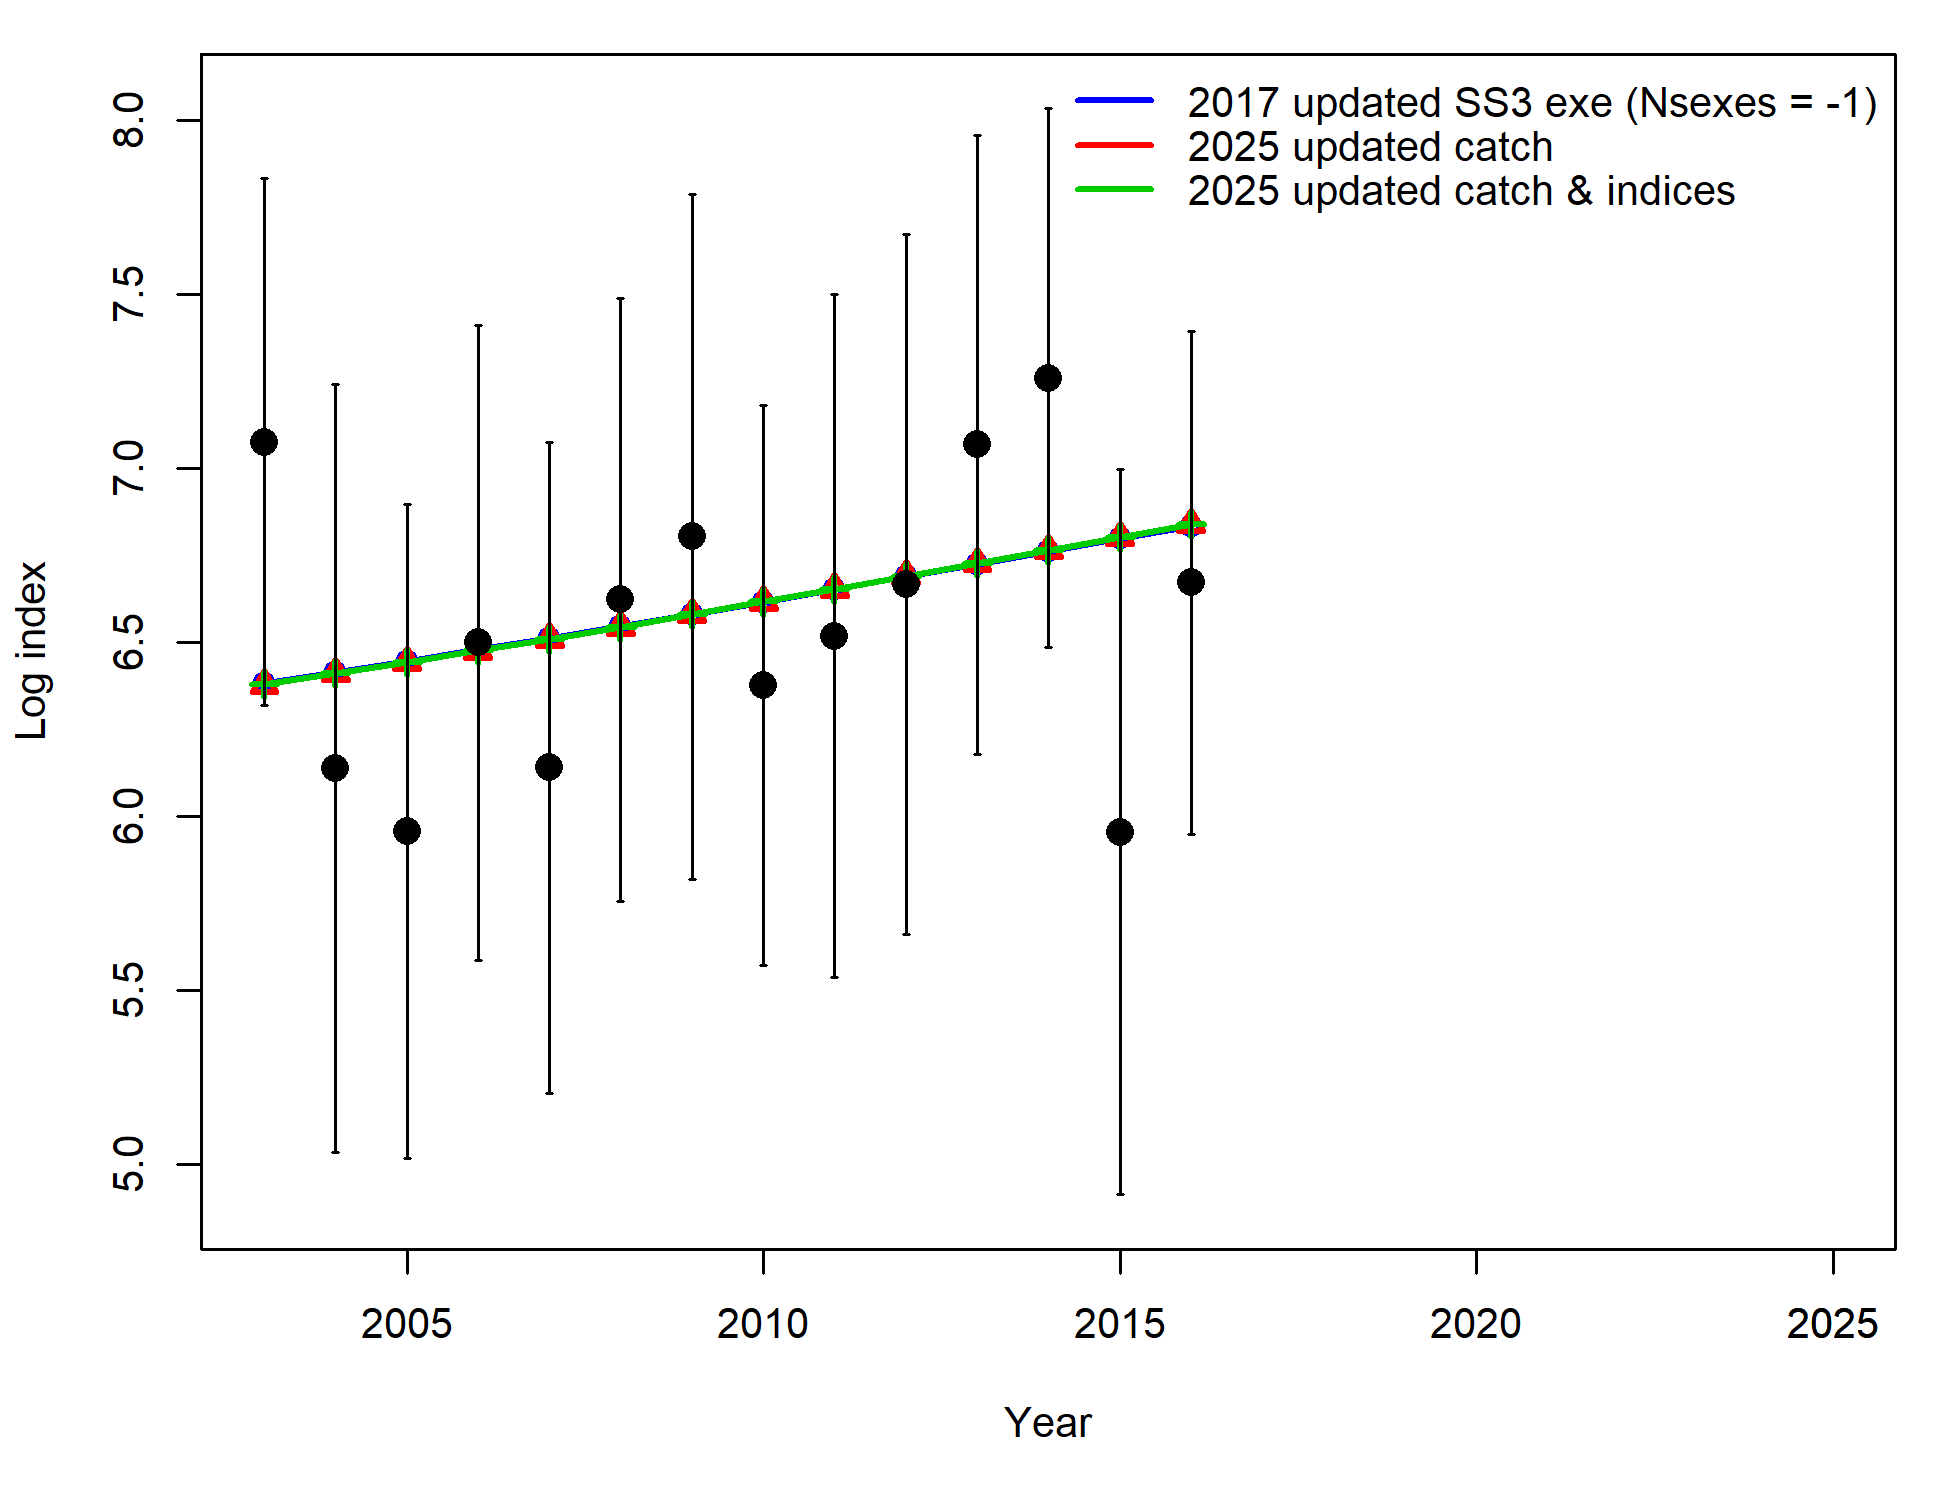 2017 updated SS3 exe (Nsexes = -1)
2025 updated catch
2025 updated catch & indices
8.0
7.5
7.0
6.5
6.0
5.5
5.0
Log index
2005 2010 2015 2020 2025
Year